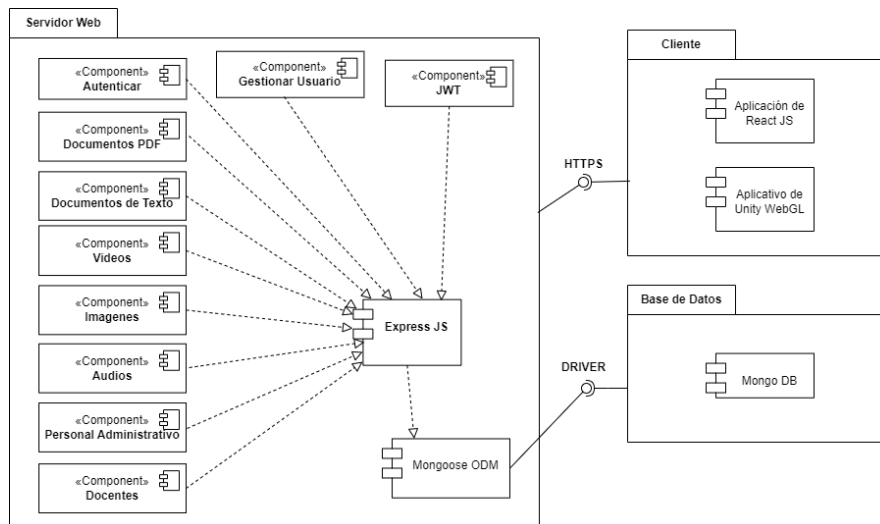 Servidor Web
«Component»
Autenticar
«Component»
Gestionar Usuario
«Component»
JWT
«Component»
Documentos PDF
«Component»
Documentos de Texto
«Component»
Videos
«Component»
Imagenes
«Component»
Audios
«Component»
Personal Administrativo
«Component»
Docentes
Express JS
Mongoose ODM
HTTPS
DRIVER
Cliente
Aplicación de
React JS
Aplicativo de
Unity WebGL
Base de Datos
Mongo DB